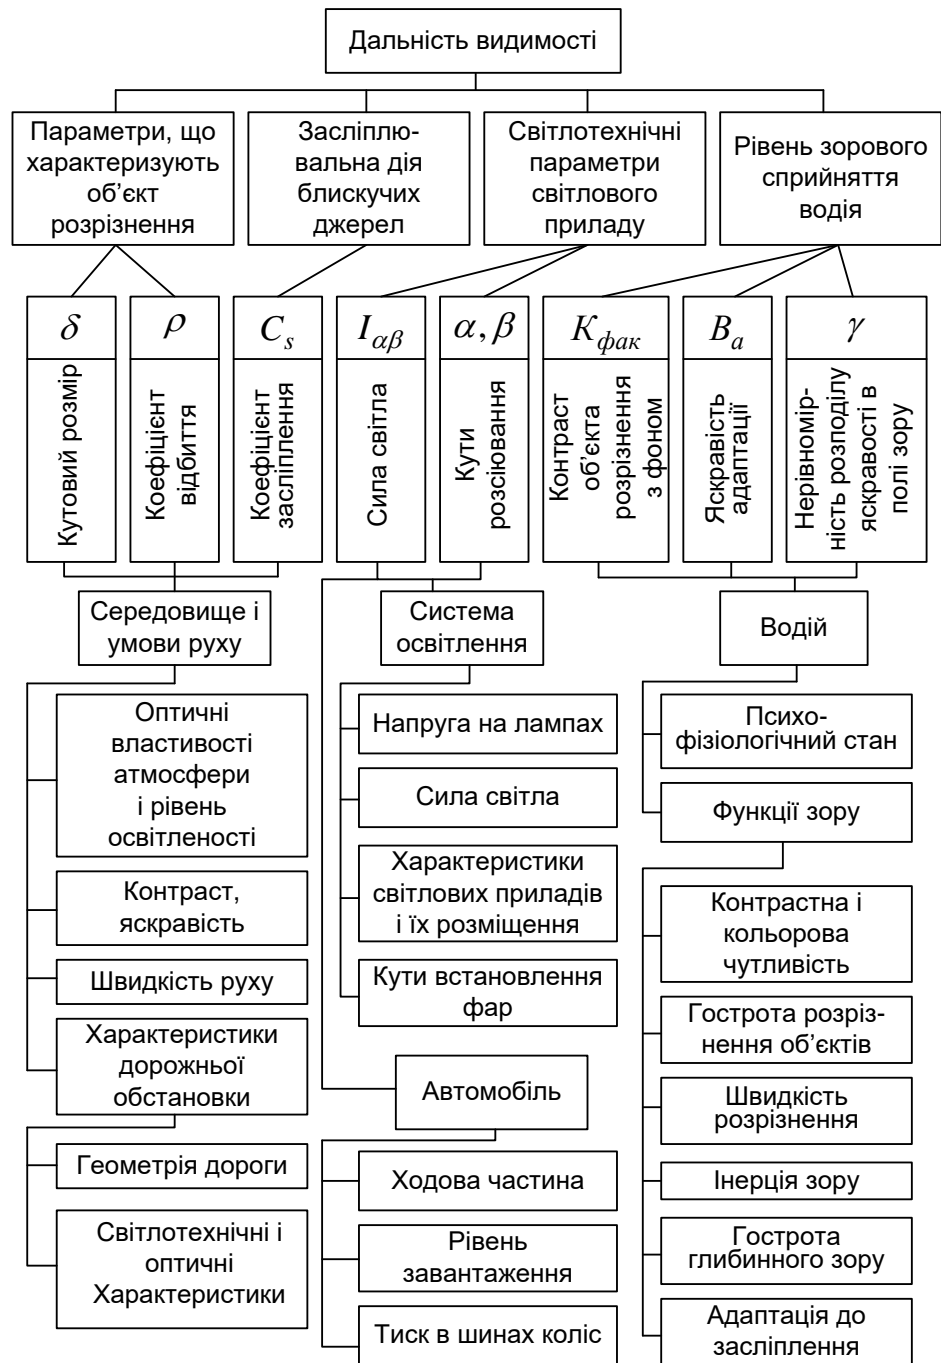 Дальність видимості
Параметри, що
характеризують
об’єкт
розрізнення
Засліплю-
вальна дія
блискучих
джерел
Світлотехнічні
параметри
світлового
приладу
Рівень зорового
сприйняття
водія
δ
ρ
C_s
I_αβ
α, β
К_фак
B_a
γ
Кутовий розмір
Коефіцієнт
відбиття
Коефіцієнт
засліплення
Сила світла
Кути
розсіювання
Контраст
об’єкта
розрізнення
з фоном
Яскравість
адаптації
Нерівномір-
ність розподілу
яскравості в
полі зору
Середовище і
умови руху
Оптичні
властивості
атмосфери
і рівень
освітленості
Контраст,
яскравість
Швидкість руху
Характеристики
дорожньої
обстановки
Геометрія дороги
Світлотехнічні і
оптичні
Характеристики
Система
освітлення
Напруга на лампах
Сила світла
Характеристики
світлових приладів
і їх розміщення
Кути встановлення
фар
Автомобіль
Ходова частина
Рівень
завантаження
Тиск в шинах коліс
Водій
Психо-
фізіологічний стан
Функції зору
Контрастна і
кольорова
чутливість
Гострота розріз-
нення об’єктів
Швидкість
розрізнення
Інерція зору
Гострота
глибинного зору
Адаптація до
засліплення